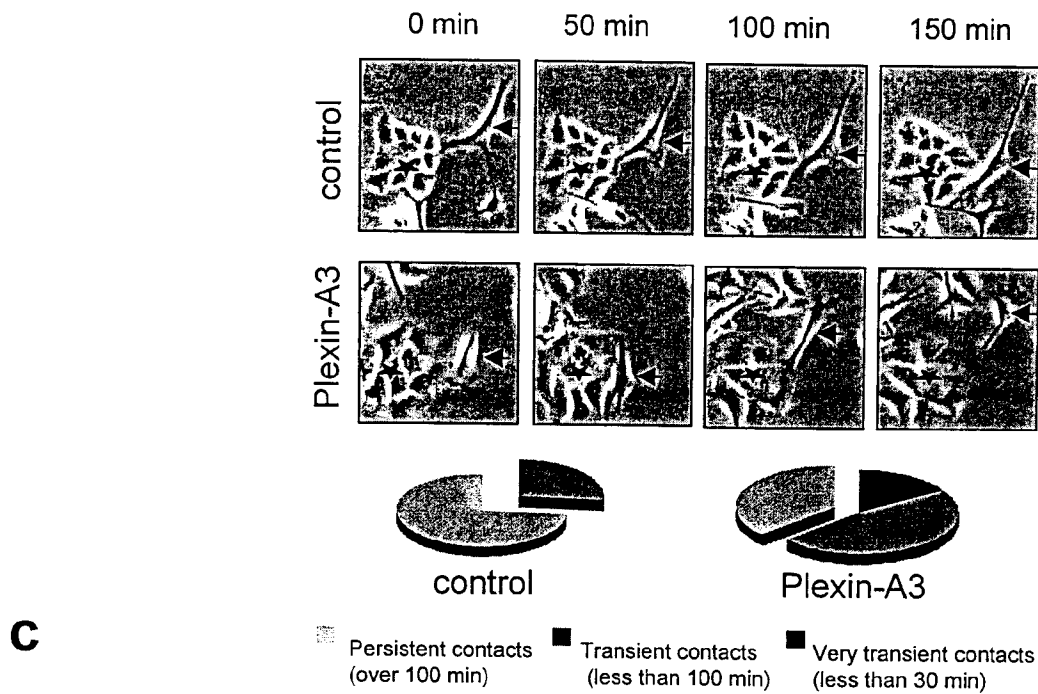 0 min 50 min 100 min 150 min
control
Plexin-A3
control Plexin-A3
c
Persistent contacts Transient contacts Very transient contacts
(over 100 min) (less than 100 min) (less than 30 min)